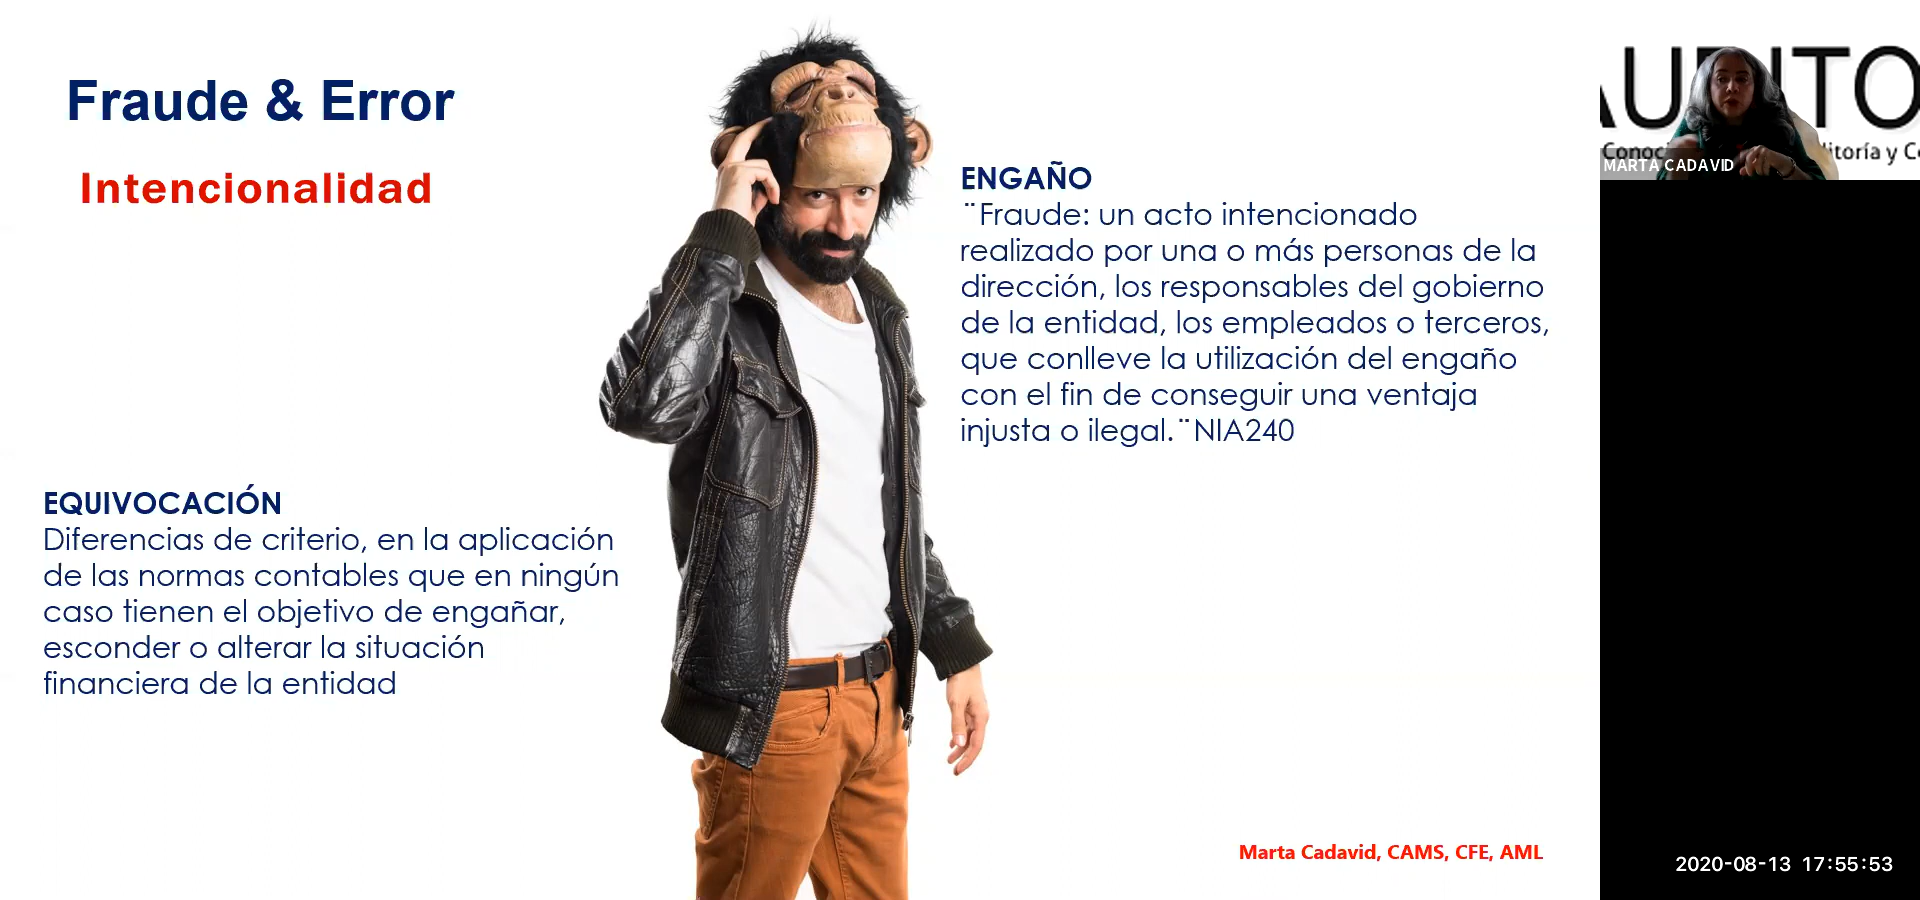 Fraude & Error
Intencionalidad
EQUIVOCACIÓN
Diferencias de criterio, en la aplicación
de las normas contables que en ningún
caso tienen el objetivo de engañar,
esconder o alterar la situación
financiera de la entidad
ENGAÑO
¨Fraude: un acto intencionado
realizado por una o más personas de la
dirección, los responsables del gobierno
de la entidad, los empleados o terceros,
que conlleve la utilización del engaño
con el fin de conseguir una ventaja
injusta o ilegal.¨NIA240
Marta Cadavid, CAMS, CFE, AML
MARTA CADAVID
2020-08-13 17:55:53